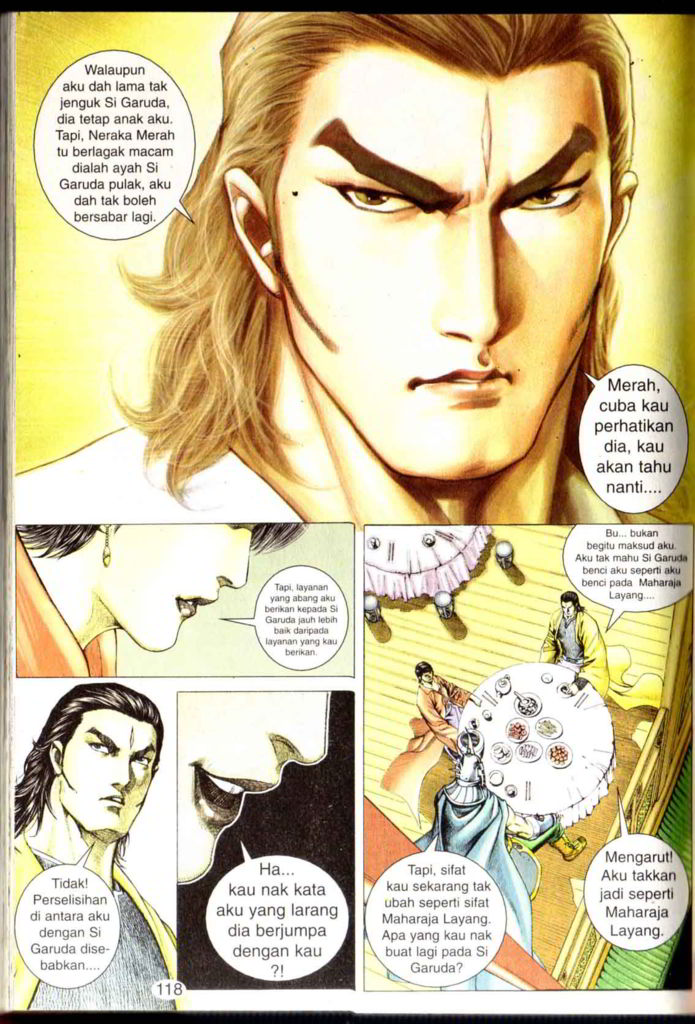 Walaupun
aku dah lama tak
jenguk Si Garuda,
dia tetap anak aku.
Tapi, Neraka Merah
tu berlagak macam
dialah ayah Si
Garuda pulak, aku
dah tak boleh
bersabar lagi.
Merah,
cuba kau
perhatikan
dia, kau
akan tahu
nanti....
Tapi, layanan
yang abang aku
berikan kepada Si
Garuda jauh lebih
baik daripada
layanan yang kau
berikan.
Bu... bukan
begitu maksud aku.
Aku tak mahu Si Garuda
benci aku seperti aku
benci pada Maharaja
Layang....
Tidak!
Perselisihan
di antara aku
dengan Si
Garuda dise-
babkan....
Ha...
kau nak kata
aku yang larang
dia berjumpa
dengan kau
?!
Tapi, sifat
kau sekarang tak
ubah seperti sifat
Maharaja Layang.
Apa yang kau nak
buat lagi pada Si
Garuda?
Mengarut!
Aku takkan
jadi seperti
Maharaja
Layang.
118